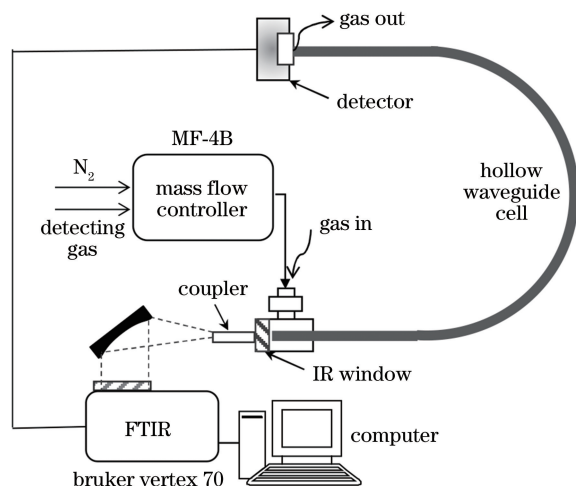 gas out
detector
MF-4B
N₂
mass flow
controller
detecting
gas
hollow
waveguide
cell
gas in
coupler
IR window
FTIR
computer
bruker vertex 70